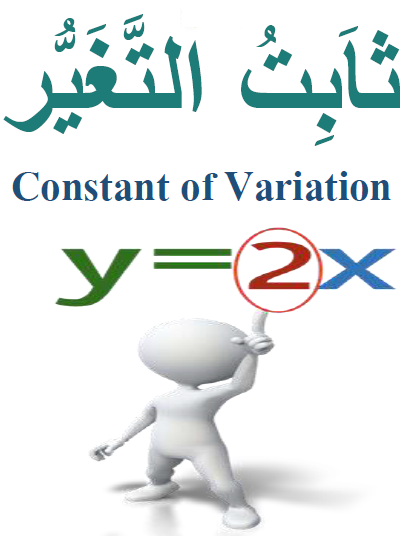 ثَابِتُ التَّغَيُّر
Constant of Variation
y=2x